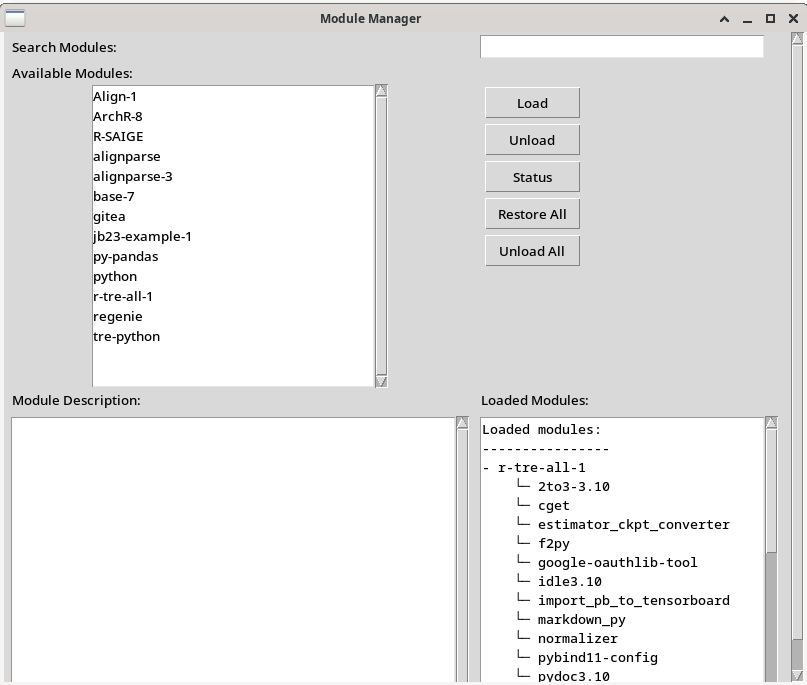 Module Manager
Search Modules:
Available Modules:
Align-1
ArchR-8
R-SAIGE
alignparse
alignparse-3
base-7
gitea
jb23-example-1
py-pandas
python
r-tre-all-1
regenie
tre-python
Load
Unload
Status
Restore All
Unload All
Module Description:
Loaded Modules:
Loaded modules:
----------------
- r-tre-all-1
└─ 2to3-3.10
└─ cget
└─ estimator_ckpt_converter
└─ f2py
└─ google-oauthlib-tool
└─ idle3.10
└─ import_pb_to_tensorboard
└─ markdown_py
└─ normalizer
└─ pybind11-config
└─ pydoc3.10